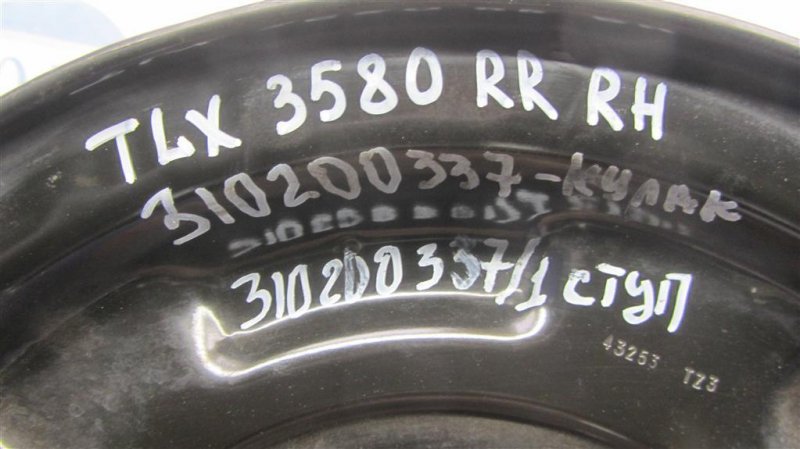 TLX 3580 RR RH
310200337-кулак
310200337/1 СТУП
43253 TZ3